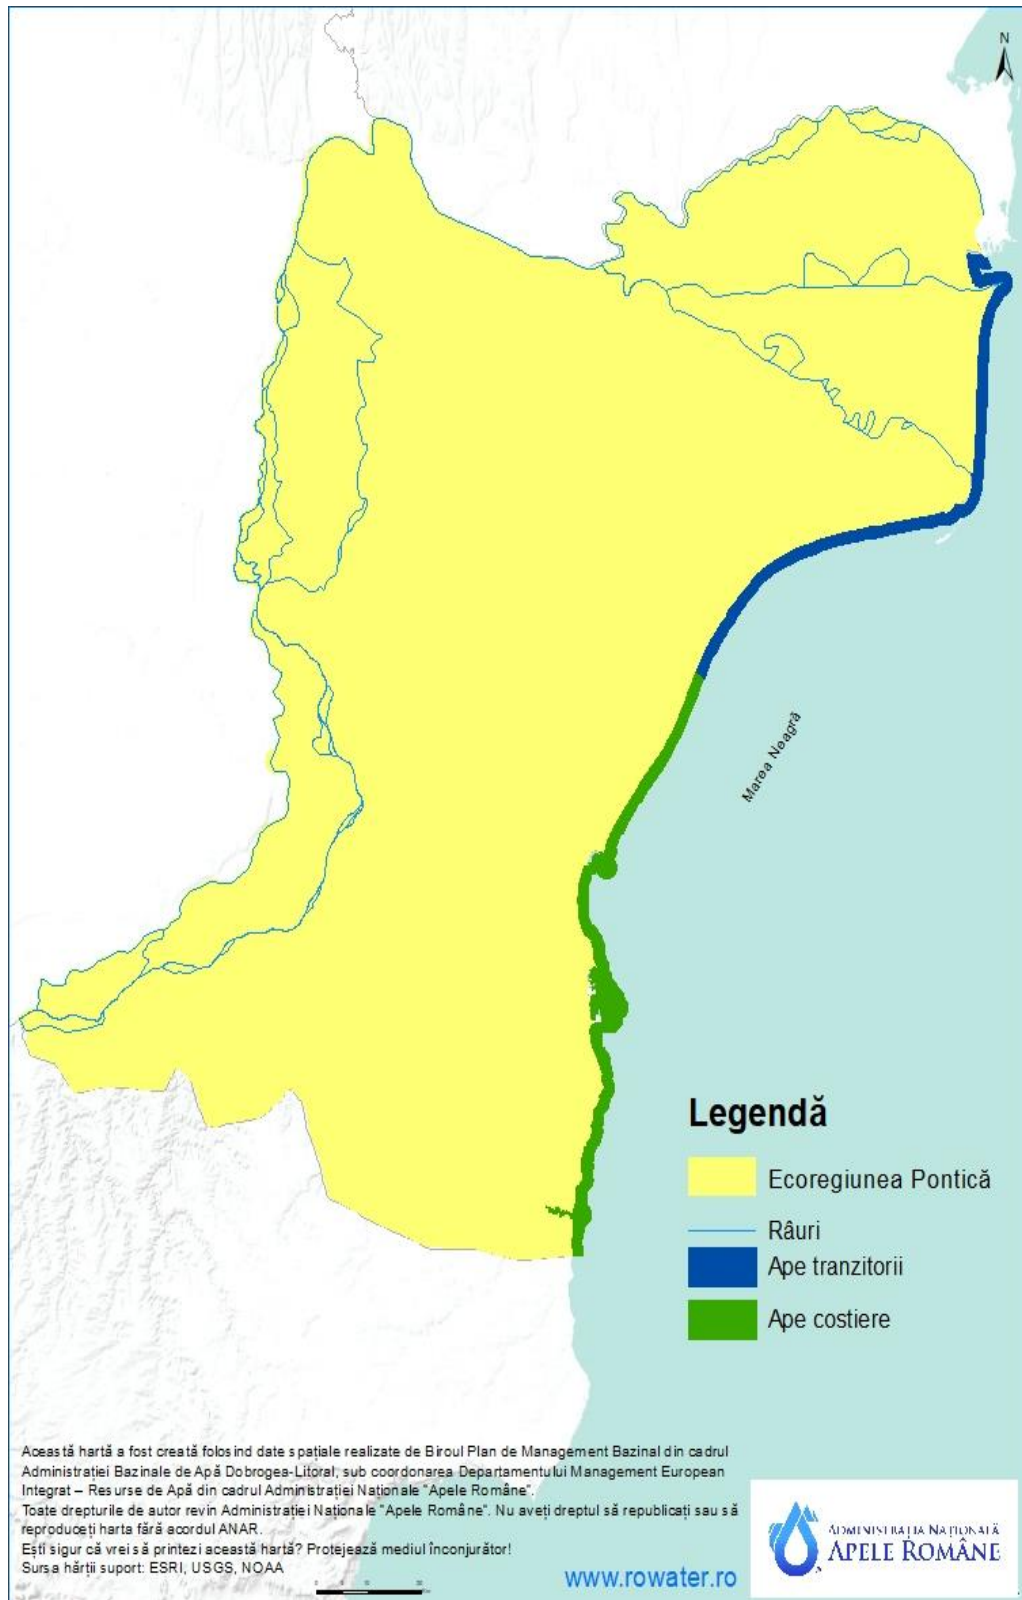 N
Marea Neagră
Legendă
Ecoregiunea Pontică
Râuri
Ape tranzitorii
Ape costiere
Această hartă a fost creată folosind date spațiale realizate de Biroul Plan de Management Bazinal din cadrul
Administrației Bazinale de Apă Dobrogea-Litoral, sub coordonarea Departamentului Management European
Integrat – Resurse de Apă din cadrul Administrației Naționale "Apele Române".
Toate drepturile de autor revin Administrației Naționale "Apele Române". Nu aveți dreptul să republicați sau să
reproduceți harta fără acordul ANAR.
Ești sigur că vrei să printezi această hartă? Protejează mediul înconjurător!
Sursa hărții suport: ESRI, USGS, NOAA
www.rowater.ro
ADMINISTRAȚIA NAȚIONALĂ
APELE ROMÂNE